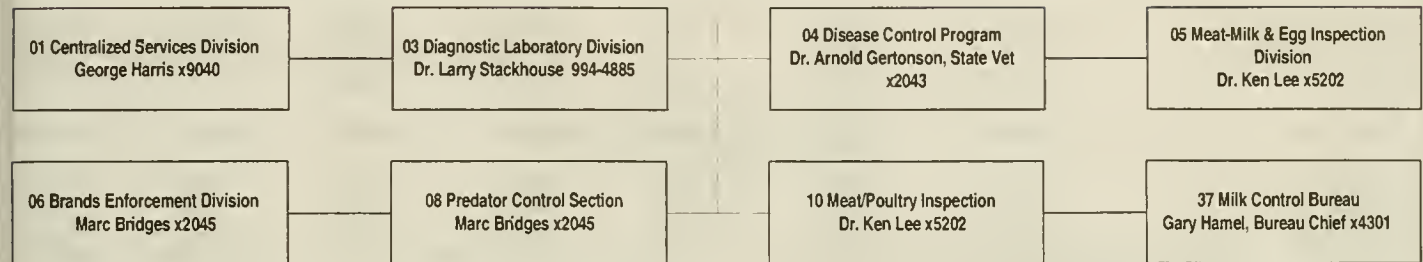 01 Centralized Services Division
George Harris x9040
03 Diagnostic Laboratory Division
Dr. Larry Stackhouse 994-4885
04 Disease Control Program
Dr. Arnold Gertonson, State Vet
x2043
05 Meat-Milk & Egg Inspection
Division
Dr. Ken Lee x5202
06 Brands Enforcement Division
Marc Bridges x2045
08 Predator Control Section
Marc Bridges x2045
10 Meat/Poultry Inspection
Dr. Ken Lee x5202
37 Milk Control Bureau
Gary Hamel, Bureau Chief x4301